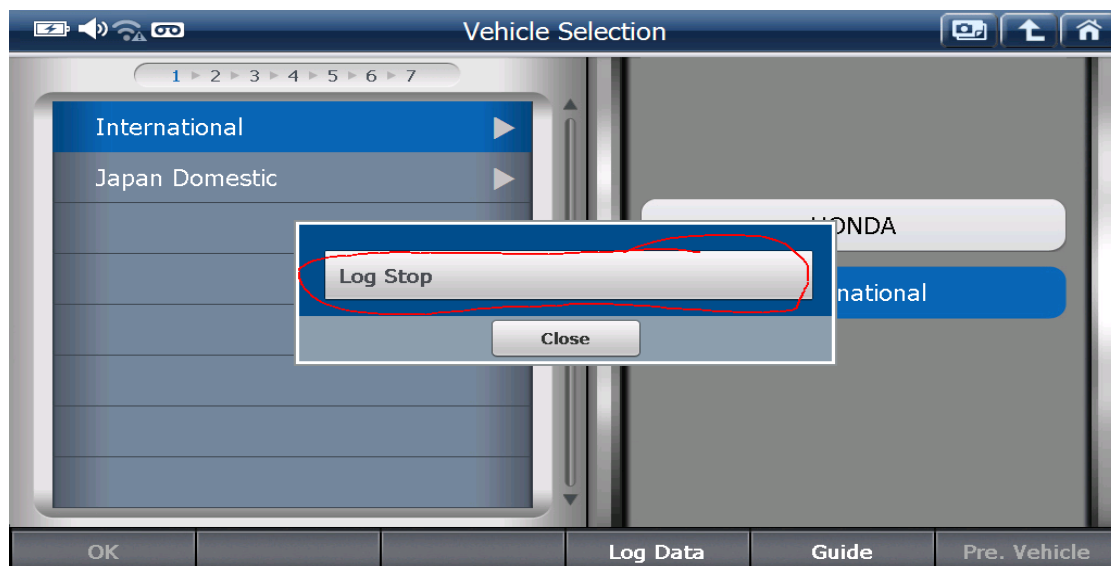 Vehicle Selection
1 2 3 4 5 6 7
International
Japan Domestic
Log Stop
Close
ONDA
national
OK
Log Data
Guide
Pre. Vehicle